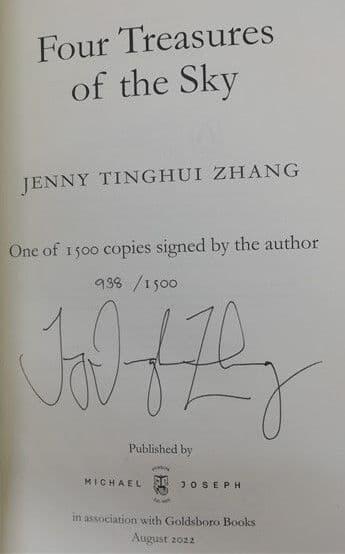 Four Treasures
of the Sky
JENNY TINGHUI ZHANG
One of 1500 copies signed by the author
938 /1500
Published by
MICHAEL JOSEPH
in association with Goldsboro Books
August 2022